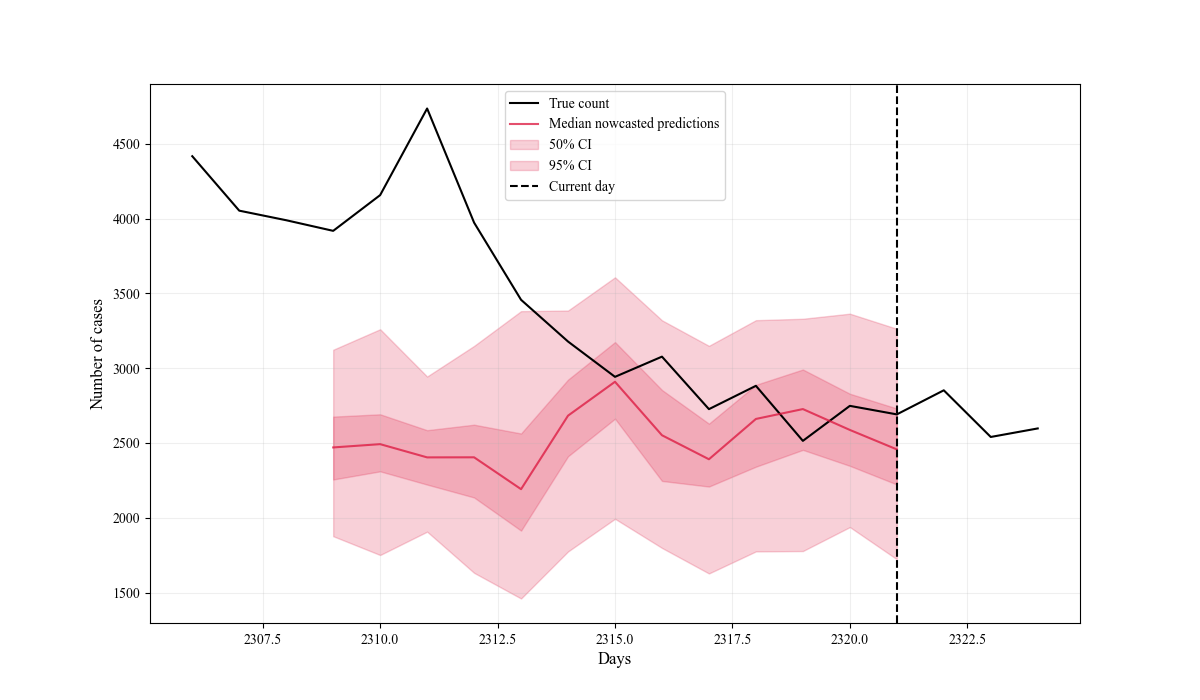 True count
Median nowcasted predictions
50% CI
95% CI
Current day
4500
4000
3500
3000
2500
2000
1500
Number of cases
2307.5 2310.0 2312.5 2315.0 2317.5 2320.0 2322.5
Days